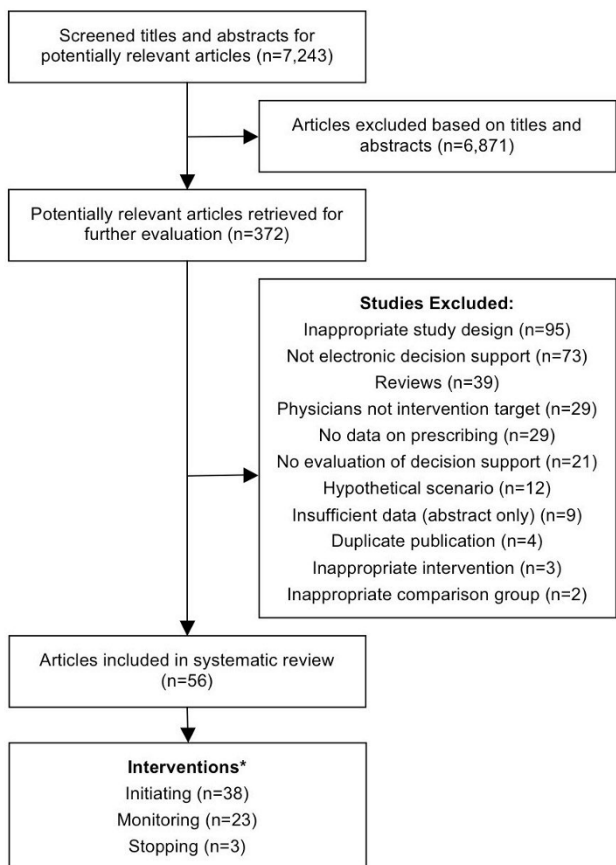 Screened titles and abstracts for
potentially relevant articles (n=7,243)
Articles excluded based on titles and
abstracts (n=6,871)
Potentially relevant articles retrieved for
further evaluation (n=372)
Studies Excluded:
Inappropriate study design (n=95)
Not electronic decision support (n=73)
Reviews (n=39)
Physicians not intervention target (n=29)
No data on prescribing (n=29)
No evaluation of decision support (n=21)
Hypothetical scenario (n=12)
Insufficient data (abstract only) (n=9)
Duplicate publication (n=4)
Inappropriate intervention (n=3)
Inappropriate comparison group (n=2)
Articles included in systematic review
(n=56)
Interventions*
Initiating (n=38)
Monitoring (n=23)
Stopping (n=3)